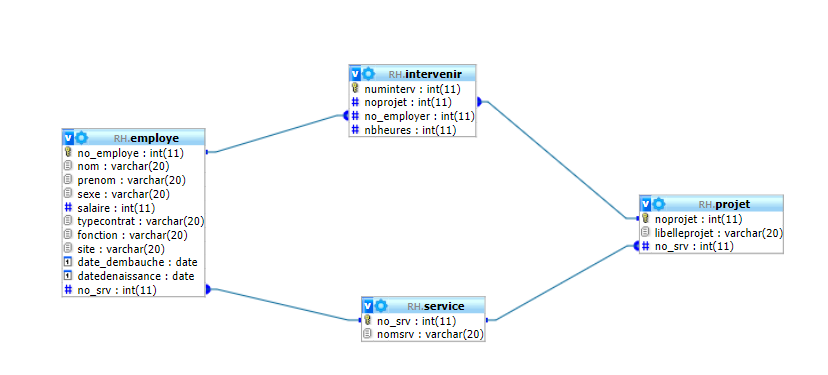 RH.intervenir
numinterv : int(11)
noprojet : int(11)
no_employer : int(11)
nbheures : int(11)
RH.employe
no_employe : int(11)
nom : varchar(20)
prenom : varchar(20)
sexe : varchar(20)
salaire : int(11)
typecontrat : varchar(20)
fonction : varchar(20)
site : varchar(20)
date_dembauche : date
datedenaissance : date
no_srv : int(11)
RH.projet
noprojet : int(11)
libelleprojet : varchar(20)
no_srv : int(11)
RH.service
no_srv : int(11)
nomsrv : varchar(20)